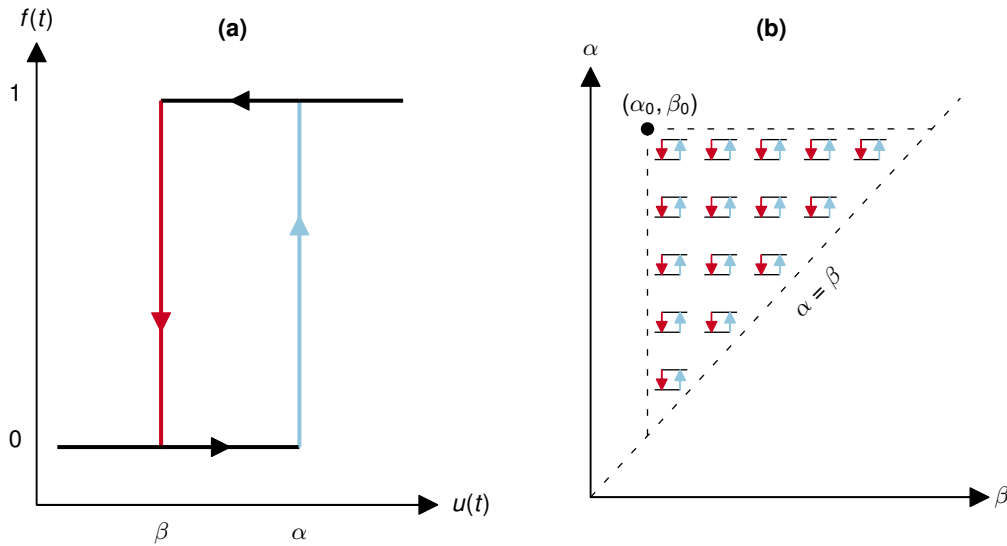 (a)
f(t)
1
0
β
α
u(t)
(b)
α
(α₀, β₀)
α = β
β